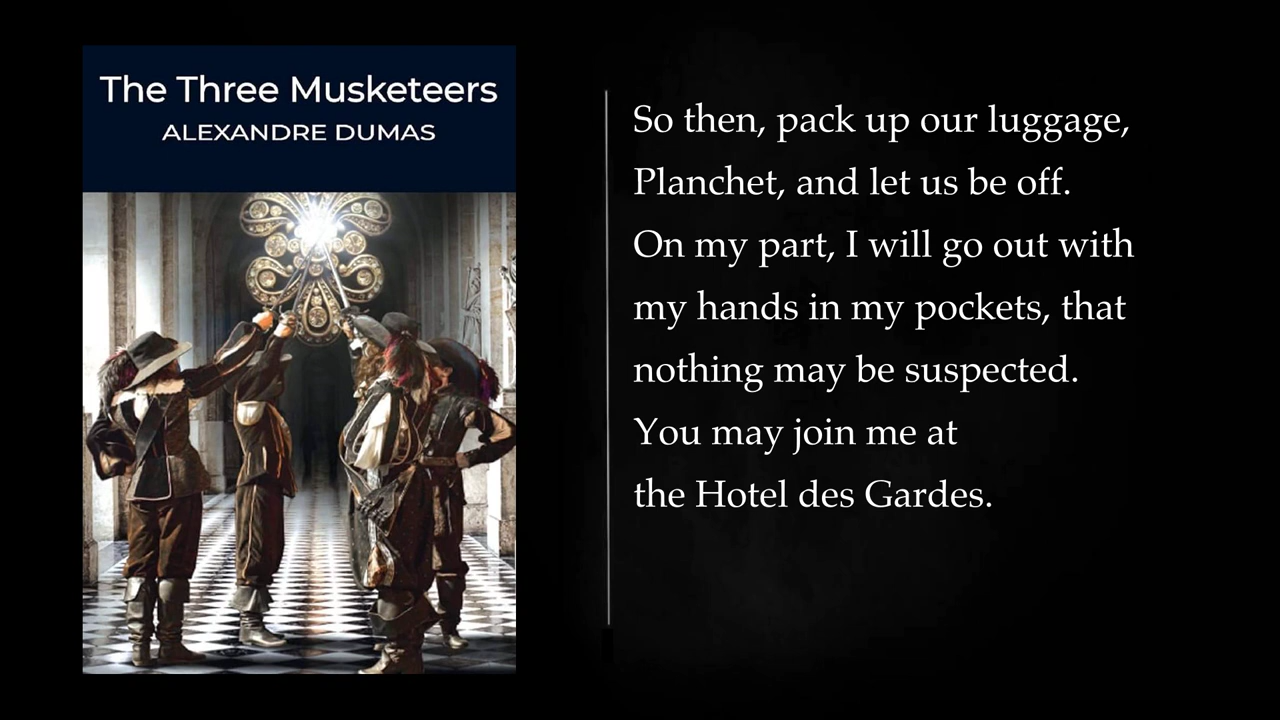 The Three Musketeers
ALEXANDRE DUMAS
So then, pack up our luggage,
Planchet, and let us be off.
On my part, I will go out with
my hands in my pockets, that
nothing may be suspected.
You may join me at
the Hotel des Gardes.